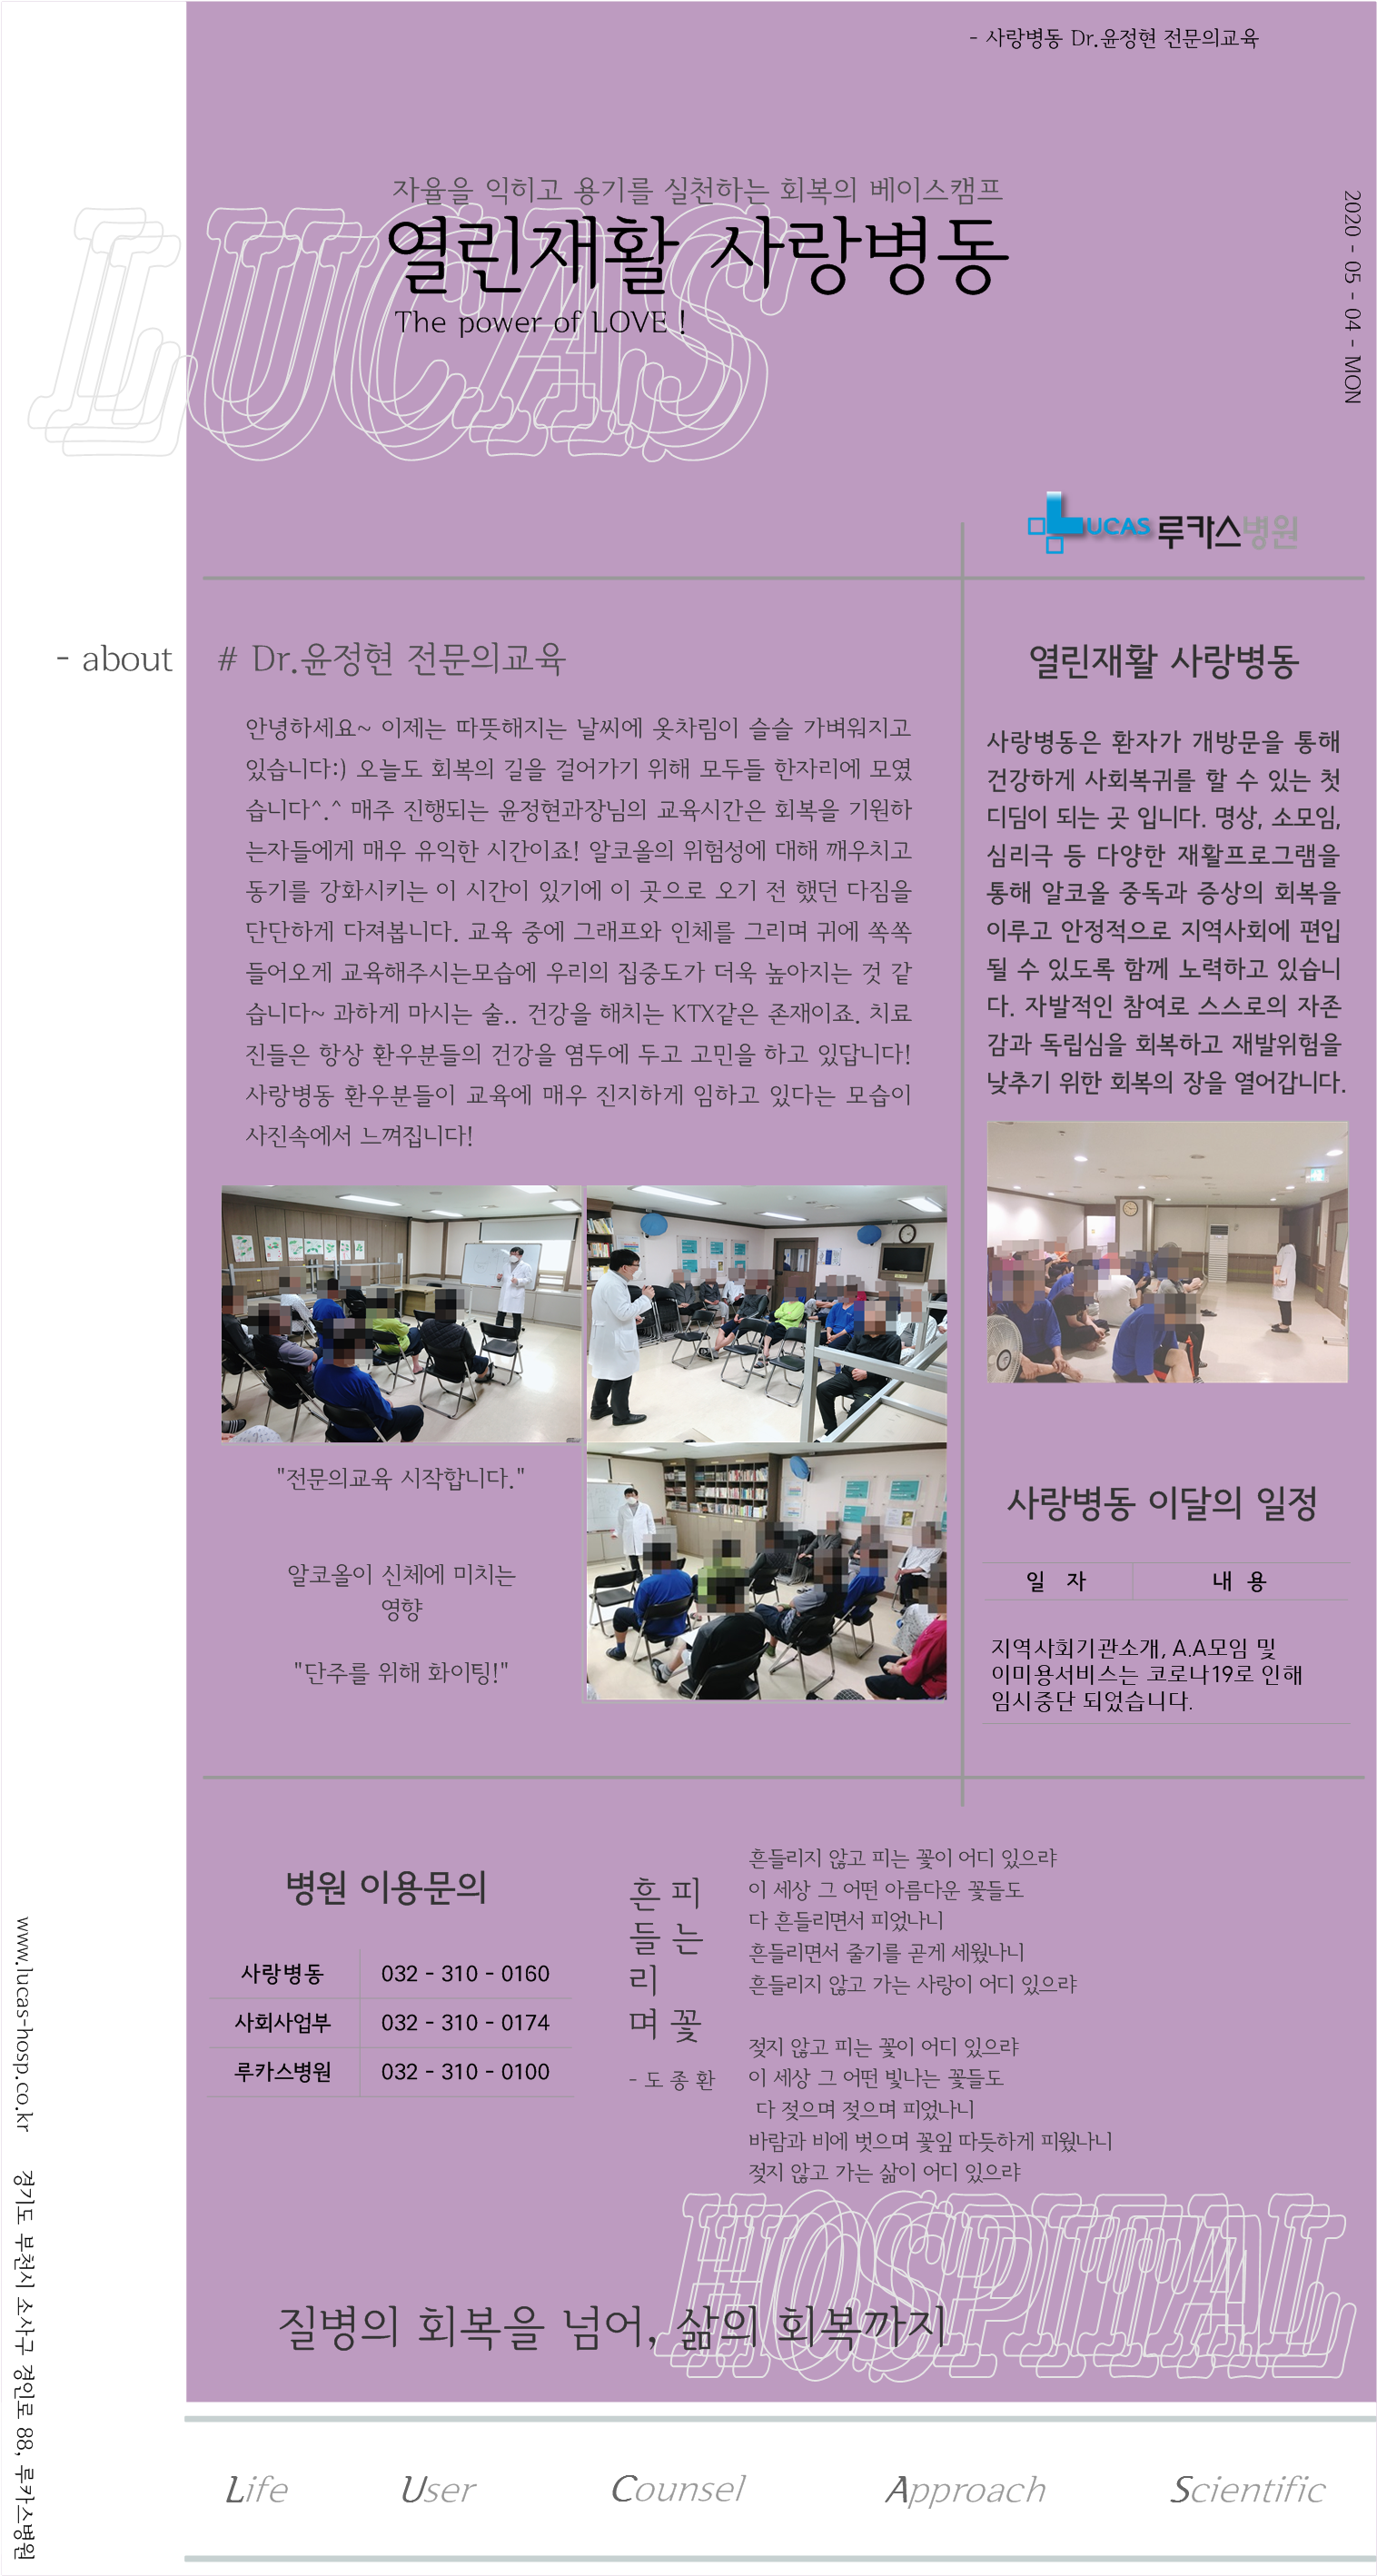 - 사랑병동 Dr.윤정현 전문의교육
2020 - 05 - 04 - MON
LUCAS
자율을 익히고 용기를 실천하는 회복의 베이스캠프
열린재활 사랑병동
The power of LOVE !
LUCAS 루카스병원
- about
# Dr.윤정현 전문의교육
안녕하세요~ 이제는 따뜻해지는 날씨에 옷차림이 슬슬 가벼워지고
있습니다:) 오늘도 회복의 길을 걸어가기 위해 모두들 한자리에 모였
습니다^.^ 매주 진행되는 윤정현과장님의 교육시간은 회복을 기원하
는자들에게 매우 유익한 시간이죠! 알코올의 위험성에 대해 깨우치고
동기를 강화시키는 이 시간이 있기에 이 곳으로 오기 전 했던 다짐을
단단하게 다져봅니다. 교육 중에 그래프와 인체를 그리며 귀에 쏙쏙
들어오게 교육해주시는모습에 우리의 집중도가 더욱 높아지는 것 같
습니다~ 과하게 마시는 술.. 건강을 해치는 KTX같은 존재이죠. 치료
진들은 항상 환우분들의 건강을 염두에 두고 고민을 하고 있답니다!
사랑병동 환우분들이 교육에 매우 진지하게 임하고 있다는 모습이
사진속에서 느껴집니다!
"전문의교육 시작합니다."
알코올이 신체에 미치는
영향
"단주를 위해 화이팅!"
열린재활 사랑병동
사랑병동은 환자가 개방문을 통해
건강하게 사회복귀를 할 수 있는 첫
디딤이 되는 곳 입니다. 명상, 소모임,
심리극 등 다양한 재활프로그램을
통해 알코올 중독과 증상의 회복을
이루고 안정적으로 지역사회에 편입
될 수 있도록 함께 노력하고 있습니
다. 자발적인 참여로 스스로의 자존
감과 독립심을 회복하고 재발위험을
낮추기 위한 회복의 장을 열어갑니다.
사랑병동 이달의 일정
일 자 내 용
지역사회기관소개, A.A모임 및
이미용서비스는 코로나19로 인해
임시중단 되었습니다.
병원 이용문의
사랑병동 032 - 310 - 0160
사회사업부 032 - 310 - 0174
루카스병원 032 - 310 - 0100
흔들리며
피는 꽃
- 도 종 환
흔들리지 않고 피는 꽃이 어디 있으랴
이 세상 그 어떤 아름다운 꽃들도
다 흔들리면서 피었나니
흔들리면서 줄기를 곧게 세웠나니
흔들리지 않고 가는 사랑이 어디 있으랴
젖지 않고 피는 꽃이 어디 있으랴
이 세상 그 어떤 빛나는 꽃들도
다 젖으며 젖으며 피었나니
바람과 비에 벗으며 꽃잎 따듯하게 피웠나니
젖지 않고 가는 삶이 어디 있으랴
HOSPITAL
질병의 회복을 넘어, 삶의 회복까지
www.lucas-hosp.co.kr 경기도 부천시 소사구 경인로 88, 루카스병원
Life User Counsel Approach Scientific